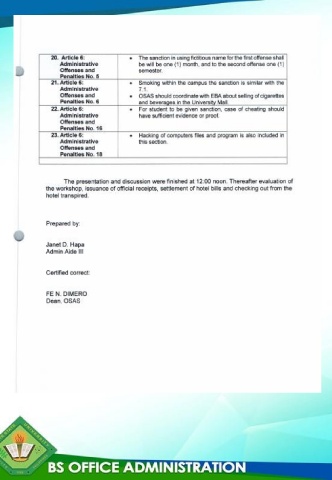 20. Article 6:
Administrative
Offenses and
Penalties No. 5
• The sanction in using fictitious name for the first offense shall
be will be one (1) month, and to the second offense one (1)
semester.
21. Article 6:
Administrative
Offenses and
Penalties No. 6
• Smoking within the campus the sanction is similar with the
7.1.
• OSAS should coordinate with EBA about selling of cigarettes
and beverages in the University Mall.
22. Article 6:
Administrative
Offenses and
Penalties No. 16
• For student to be given sanction, case of cheating should
have sufficient evidence or proof.
23. Article 6:
Administrative
Offenses and
Penalties No. 18
• Hacking of computers files and program is also included in
this section.
The presentation and discussion were finished at 12:00 noon. Thereafter evaluation of
the workshop, issuance of official receipts, settlement of hotel bills and checking out from the
hotel transpired.
Prepared by:
Janet D. Hapa
Admin Aide III
Certified correct:
FE N. DIMERO
Dean, OSAS
BS OFFICE ADMINISTRATION